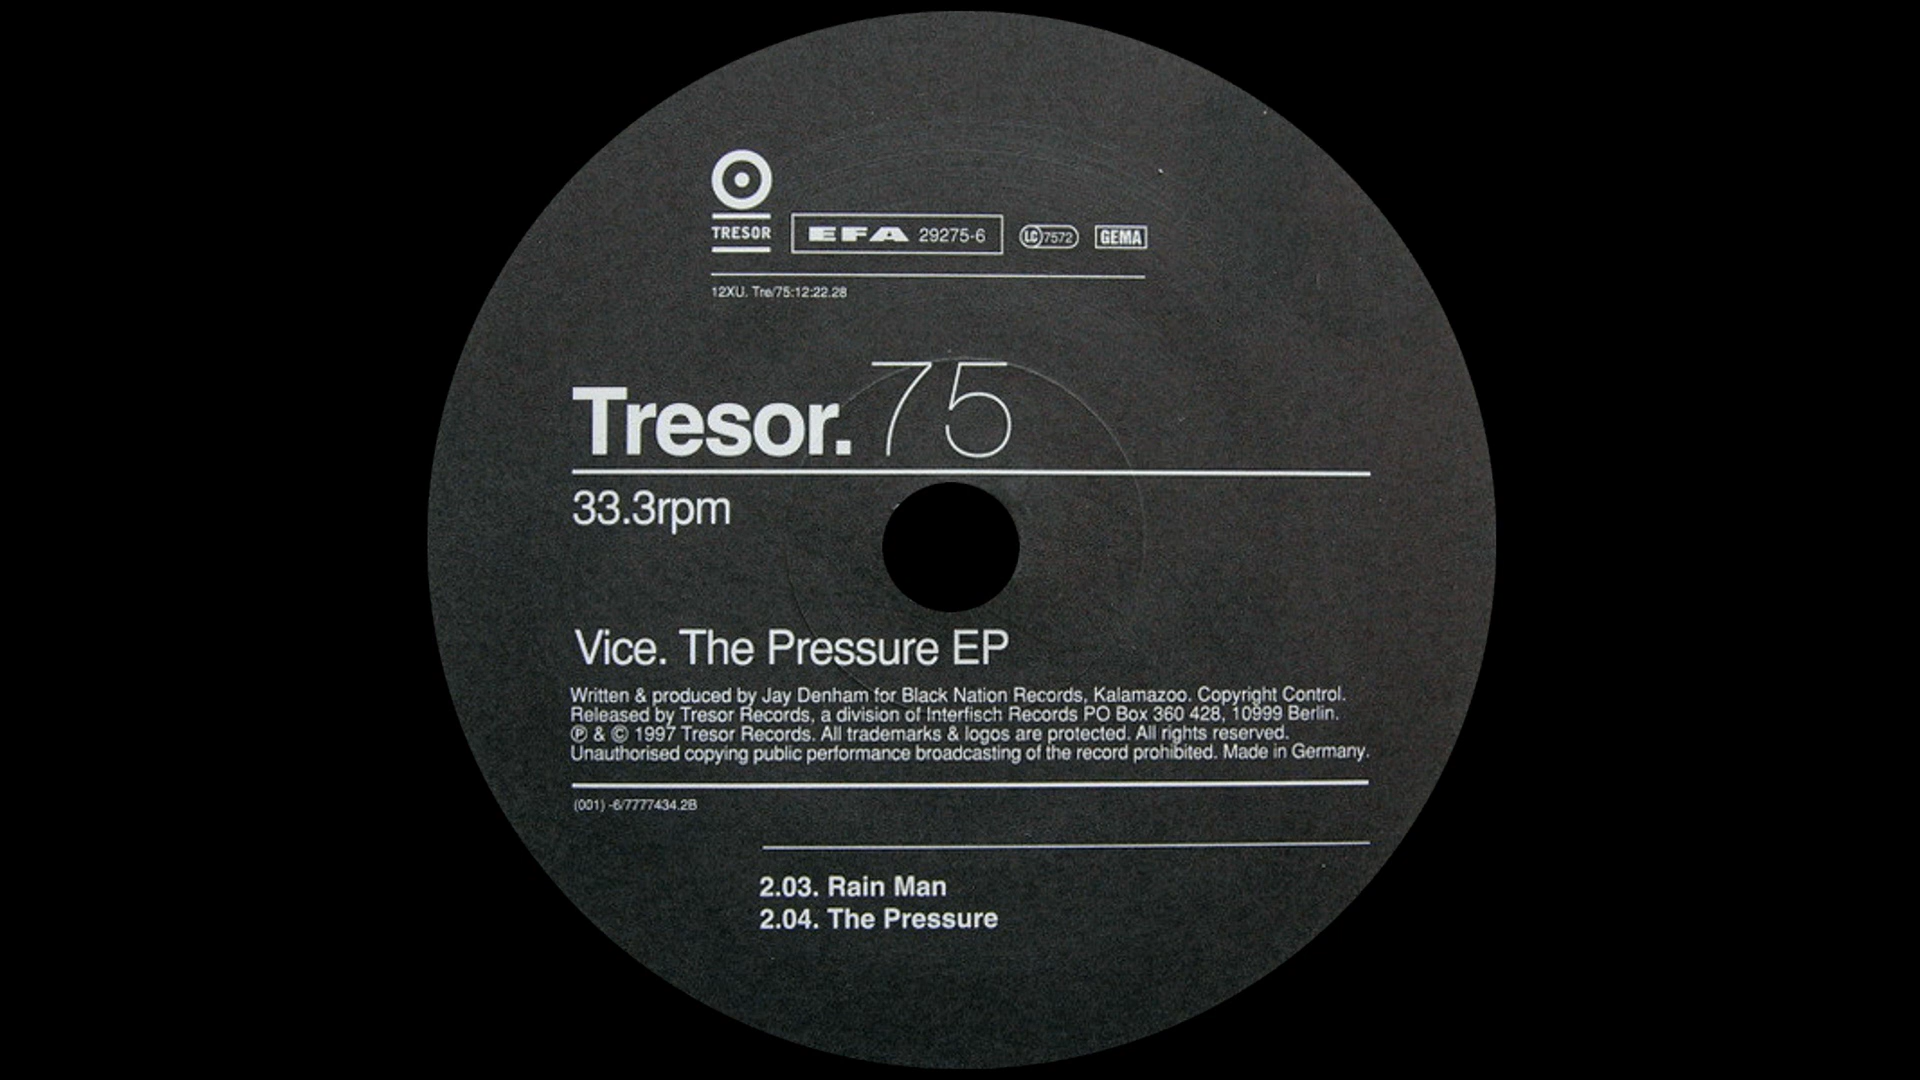 TRESOR
EFA 29275-6
LC 7572
GEMA
12XU. Tre/75:12:22.28
Tresor. 75
33.3rpm
Vice. The Pressure EP
Written & produced by Jay Denham for Black Nation Records, Kalamazoo. Copyright Control.
Released by Tresor Records, a division of Interfisch Records PO Box 360 428, 10999 Berlin.
℗ & © 1997 Tresor Records. All trademarks & logos are protected. All rights reserved.
Unauthorised copying public performance broadcasting of the record prohibited. Made in Germany.
(001) -6/7777434.2B
2.03. Rain Man
2.04. The Pressure